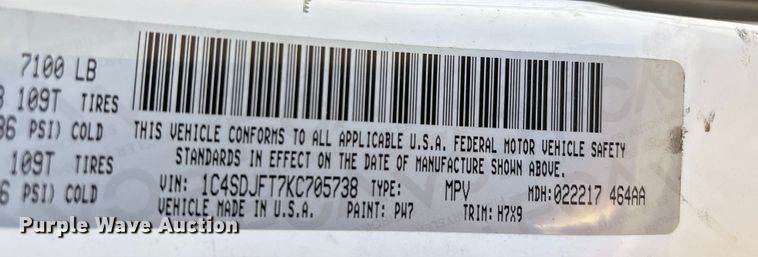 7100 LB
109T TIRES
PSI) COLD
THIS VEHICLE CONFORMS TO ALL APPLICABLE U.S.A. FEDERAL MOTOR VEHICLE SAFETY
STANDARDS IN EFFECT ON THE DATE OF MANUFACTURE SHOWN ABOVE.
109T TIRES
PSI) COLD
VIN: 1C4SDJFT7KC705738 TYPE: MPV MDH:022217 464AA
VEHICLE MADE IN U.S.A. PAINT: PW7 TRIM: H7X9
Purple Wave Auction